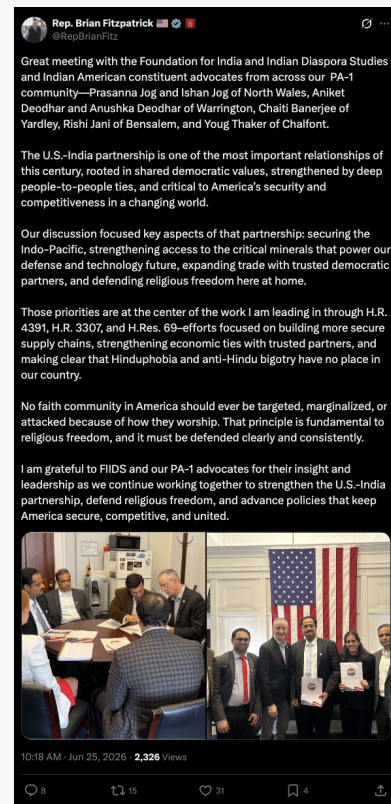 Rep. Brian Fitzpatrick 🇺🇸
@RepBrianFitz
Great meeting with the Foundation for India and Indian Diaspora Studies
and Indian American constituent advocates from across our PA-1
community—Prasanna Jog and Ishan Jog of North Wales, Aniket
Deodhar and Anushka Deodhar of Warrington, Chaiti Banerjee of
Yardley, Rishi Jani of Bensalem, and Youg Thaker of Chalfont.
The U.S.-India partnership is one of the most important relationships of
this century, rooted in shared democratic values, strengthened by deep
people-to-people ties, and critical to America's security and
competitiveness in a changing world.
Our discussion focused key aspects of that partnership: securing the
Indo-Pacific, strengthening access to the critical minerals that power our
defense and technology future, expanding trade with trusted democratic
partners, and defending religious freedom here at home.
Those priorities are at the center of the work I am leading in through H.R.
4391, H.R. 3307, and H.Res. 69—efforts focused on building more secure
supply chains, strengthening economic ties with trusted partners, and
making clear that Hinduphobia and anti-Hindu bigotry have no place in
our country.
No faith community in America should ever be targeted, marginalized, or
attacked because of how they worship. That principle is fundamental to
religious freedom, and it must be defended clearly and consistently.
I am grateful to FIIDS and our PA-1 advocates for their insight and
leadership as we continue working together to strengthen the U.S.-India
partnership, defend religious freedom, and advance policies that keep
America secure, competitive, and united.
10:18 AM · Jun 25, 2026 · 2,326 Views
8 15 31 4